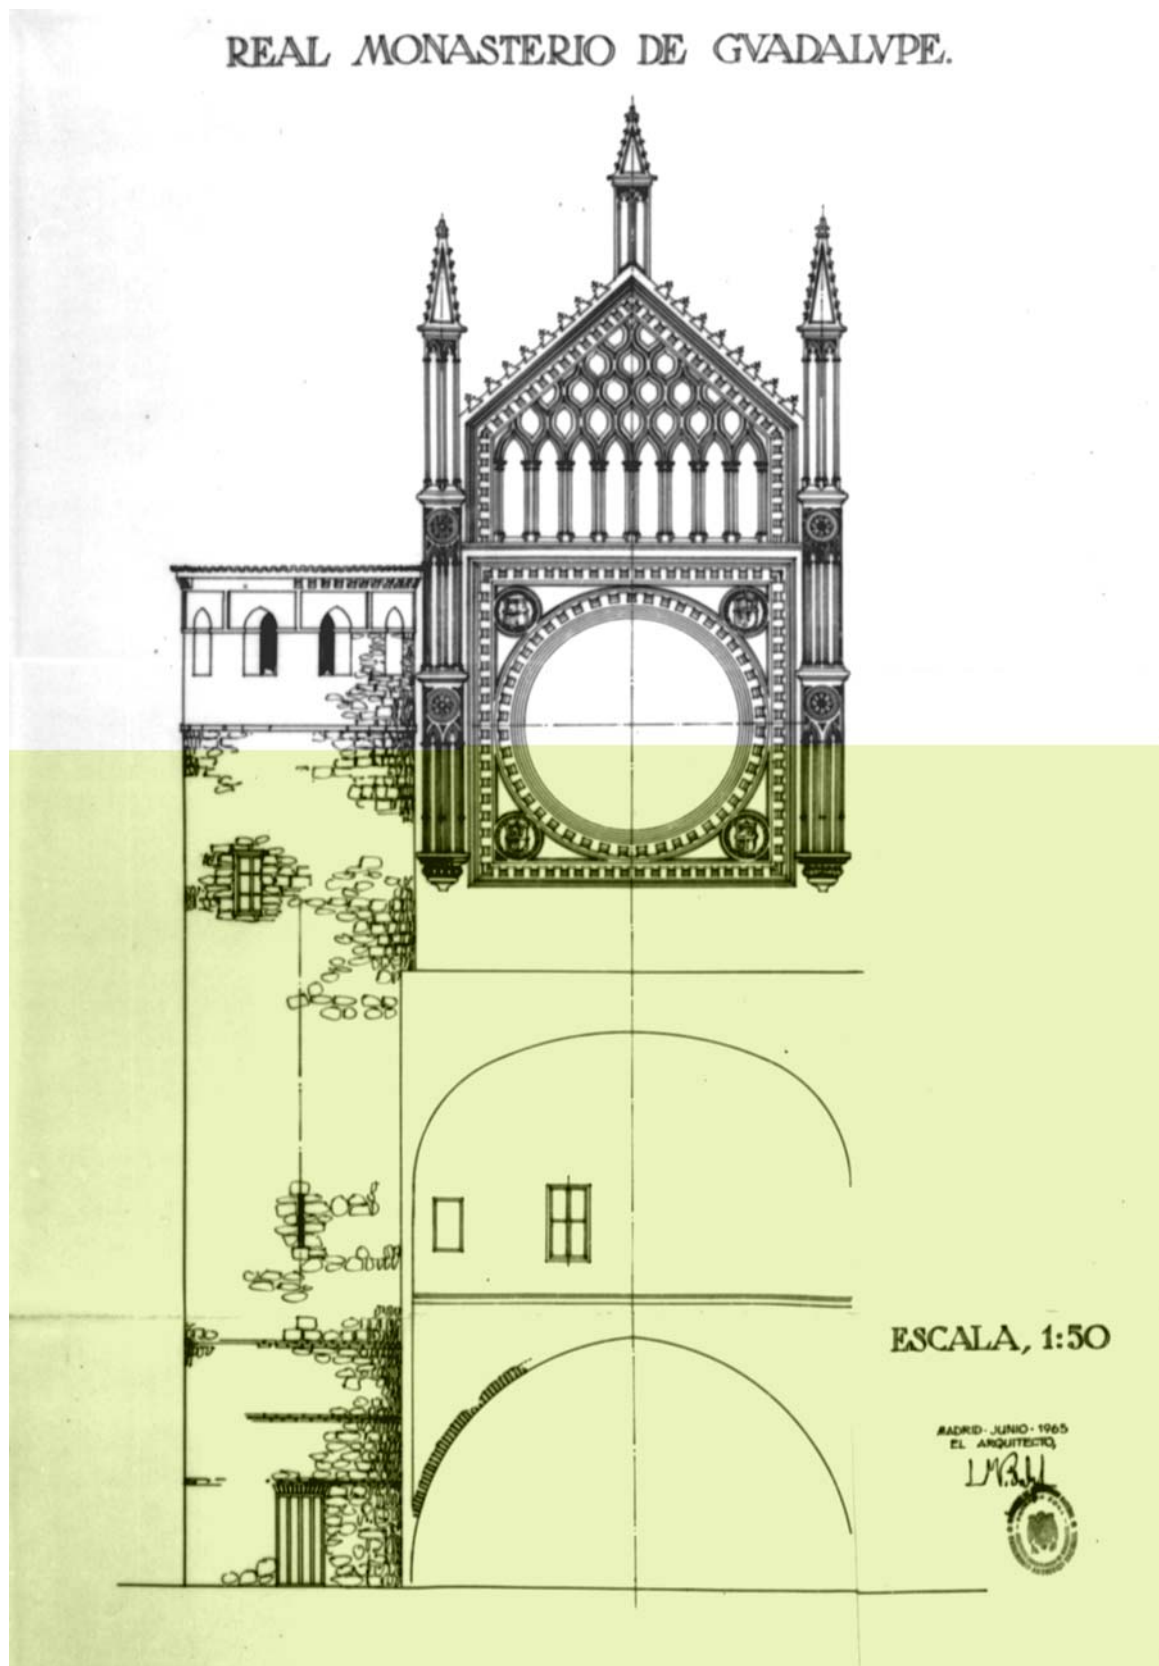 REAL MONASTERIO DE GVADALVPE.
ESCALA, 1:50
MADRID-JUNIO-1965
EL ARQUITECTO,